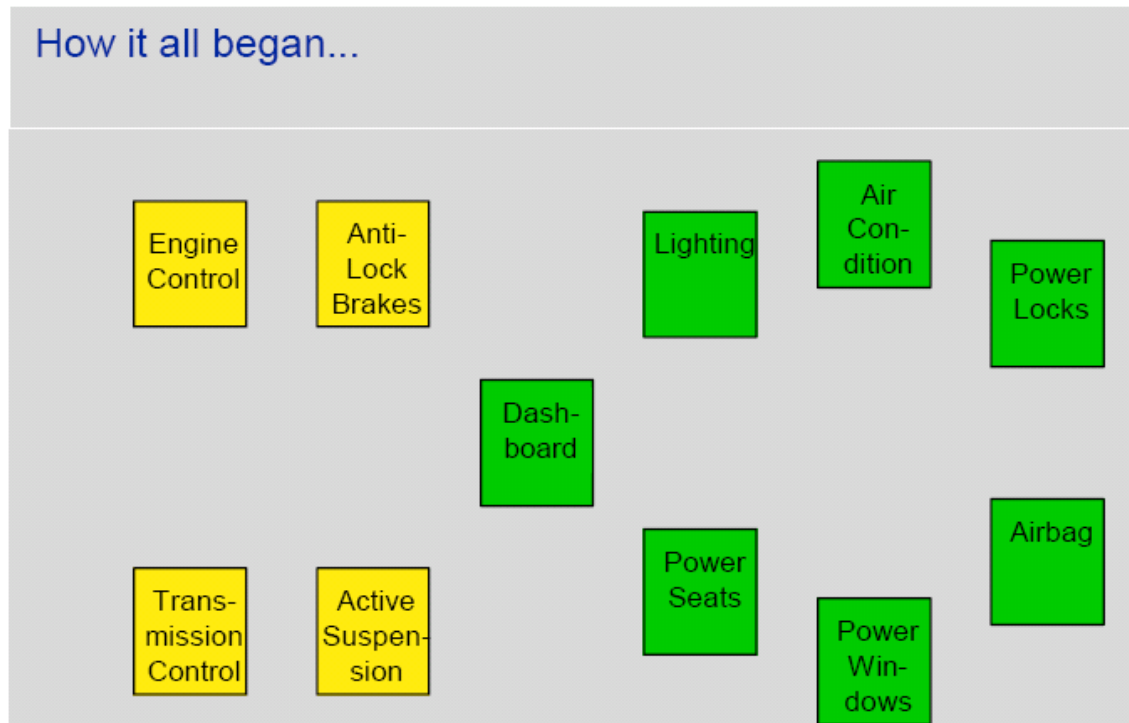 How it all began...
Engine
Control
Anti-
Lock
Brakes
Lighting
Air
Con-
dition
Power
Locks
Dash-
board
Trans-
mission
Control
Active
Suspen-
sion
Power
Seats
Power
Win-
dows
Airbag